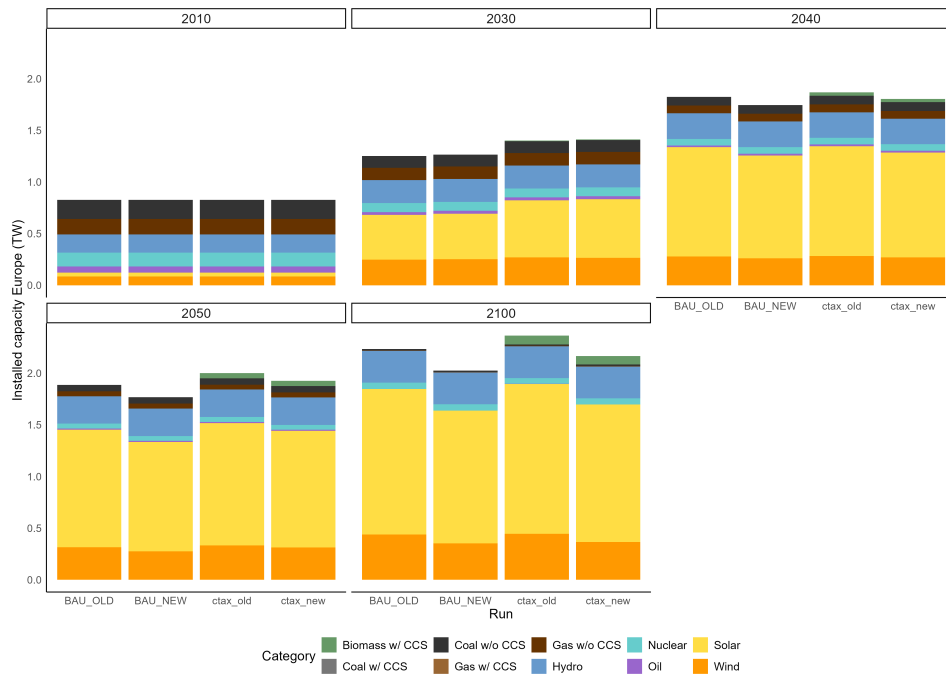 2010
2030
2040
Installed capacity Europe (TW)
2.0
1.5
1.0
0.5
0.0
BAU_OLD BAU_NEW ctax_old ctax_new
2050
2100
2.0
1.5
1.0
0.5
0.0
BAU_OLD BAU_NEW ctax_old ctax_new
BAU_OLD BAU_NEW ctax_old ctax_new
Run
Category
Biomass w/ CCS Coal w/o CCS Gas w/o CCS Nuclear Solar
Coal w/ CCS Gas w/ CCS Hydro Oil Wind